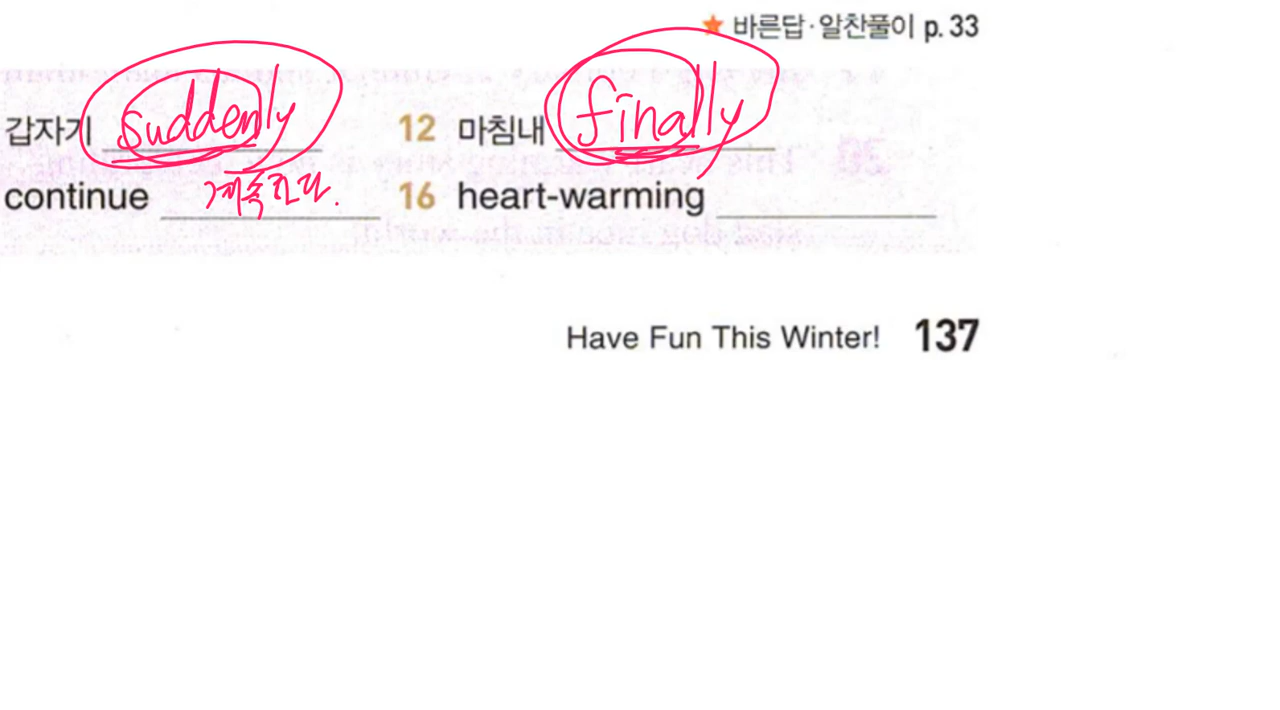 ★ 바른답·알찬풀이 p. 33
갑자기 suddenly 12 마침내 finally
continue 계속한다. 16 heart-warming
Have Fun This Winter! 137